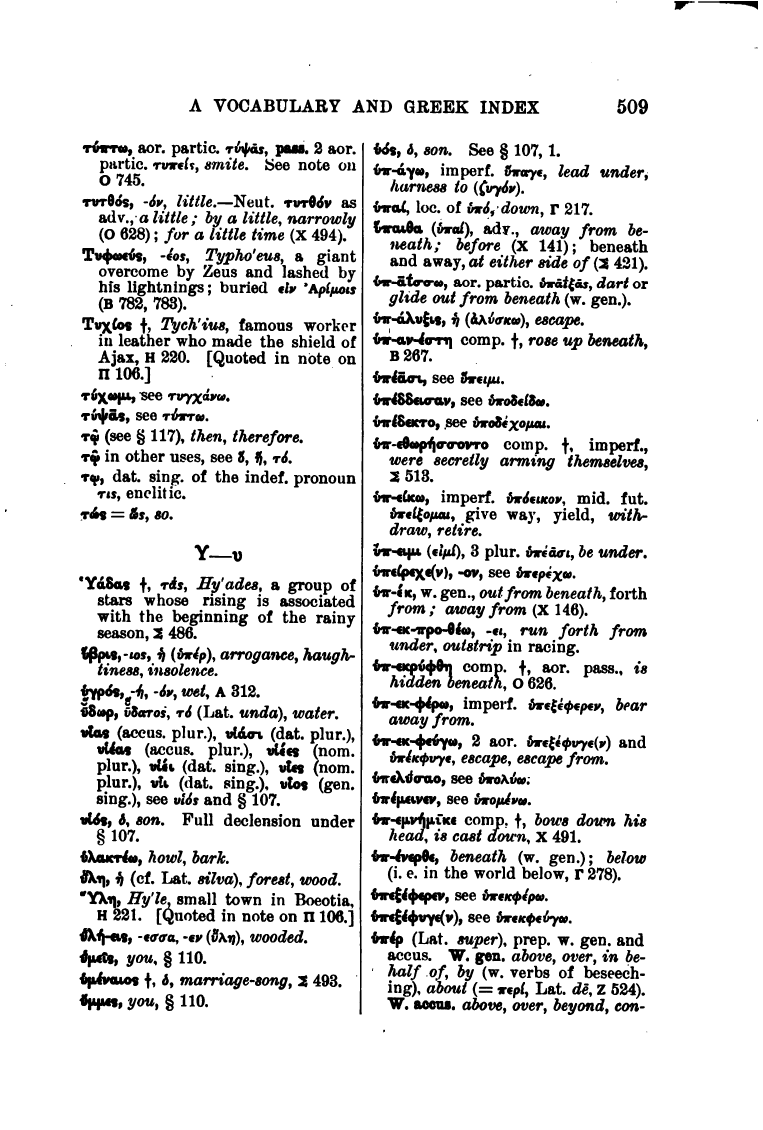 A VOCABULARY AND GREEK INDEX 509
τύπτω, aor. partic. τύψᾱς, pass. 2 aor.
partic. τυπείς, smite. See note on
Ο 745.
τυτθός, -όν, little.—Neut. τυτθόν as
adv., a little; by a little, narrowly
(Ο 628); for a little time (Χ 494).
Τυφωεύς, -έος, Typho'eus, a giant
overcome by Zeus and lashed by
his lightnings; buried εἰν Ἀρίμοις
(Β 782, 783).
Τυχίος †, Tych'ius, famous worker
in leather who made the shield of
Ajax, Η 220. [Quoted in note on
Π 106.]
τύχωμι, see τυγχάνω.
τύψᾱς, see τύπτω.
τῷ (see § 117), then, therefore.
τῷ in other uses, see ὅ, ἥ, τό.
τῳ, dat. sing. of the indef. pronoun
τις, enclitic.
τώς = ὥς, so.
Υ—υ
Ὑάδας †, τάς, Hy'ades, a group of
stars whose rising is associated
with the beginning of the rainy
season, Σ 486.
ὕβρις, -ιος, ἡ (ὑπέρ), arrogance, haugh-
tiness, insolence.
ὑγρός, -ή, -όν, wet, Α 312.
ὕδωρ, ὕδατος, τό (Lat. unda), water.
υἷας (accus. plur.), υἱάσι (dat. plur.),
υἱέας (accus. plur.), υἱέες (nom.
plur.), υἱέι (dat. sing.), υἷες (nom.
plur.), υἷι (dat. sing.), υἷος (gen.
sing.), see υἱός and § 107.
υἱός, ὁ, son. Full declension under
§ 107.
ὑλακτέω, howl, bark.
ὕλη, ἡ (cf. Lat. silva), forest, wood.
Ὕλη, Hy'le, small town in Boeotia,
Η 221. [Quoted in note on Π 106.]
ὑλή-εις, -εσσα, -εν (ὕλη), wooded.
ὑμεῖς, you, § 110.
ὑμέναιος †, ὁ, marriage-song, Σ 493.
ὔμμες, you, § 110.
ὑός, ὁ, son. See § 107, 1.
ὑπ-άγω, imperf. ὕπαγε, lead under,
harness to (ζυγόν).
ὑπαί, loc. of ὑπό, down, Γ 217.
ὕπαιθα (ὑπαί), adv., away from be-
neath; before (Χ 141); beneath
and away, at either side of (Σ 421).
ὑπ-ᾱΐσσω, aor. partic. ὑπᾱΐξᾱς, dart or
glide out from beneath (w. gen.).
ὑπ-άλυξις, ἡ (ἀλύσκω), escape.
ὑπ-αν-ίστη comp. †, rose up beneath,
Β 267.
ὑπέᾱσι, see ὕπειμι.
ὑπέδδεισαν, see ὑποδείδω.
ὑπέδεκτο, see ὑποδέχομαι.
ὑπ-εθωρήσσοντο comp. †, imperf.,
were secretly arming themselves,
Σ 513.
ὑπ-είκω, imperf. ὑπόεικον, mid. fut.
ὑπείξομαι, give way, yield, with-
draw, retire.
ὕπ-ειμι (εἰμί), 3 plur. ὑπέᾱσι, be under.
ὑπείρεχε(ν), -ον, see ὑπερέχω.
ὑπ-έκ, w. gen., out from beneath, forth
from; away from (Χ 146).
ὑπ-εκ-προ-θέω, -ει, run forth from
under, outstrip in racing.
ὑπ-εκρύφθη comp. †, aor. pass., is
hidden beneath, Ο 626.
ὑπ-εκ-φέρω, imperf. ὑπεξέφερεν, bear
away from.
ὑπ-εκ-φεύγω, 2 aor. ὑπεξέφυγε(ν) and
ὑπέκφυγε, escape, escape from.
ὑπελύσαο, see ὑπολύω.
ὑπέμεινεν, see ὑπομένω.
ὑπ-εμνήμῡκε comp. †, bows down his
head, is cast down, Χ 491.
ὑπ-ένερθε, beneath (w. gen.); below
(i. e. in the world below, Γ 278).
ὑπεξέφερεν, see ὑπεκφέρω.
ὑπεξέφυγε(ν), see ὑπεκφεύγω.
ὑπέρ (Lat. super), prep. w. gen. and
accus. W. gen. above, over, in be-
half of, by (w. verbs of beseech-
ing), about (= περί, Lat. dē, Ζ 524).
W. accus. above, over, beyond, con-